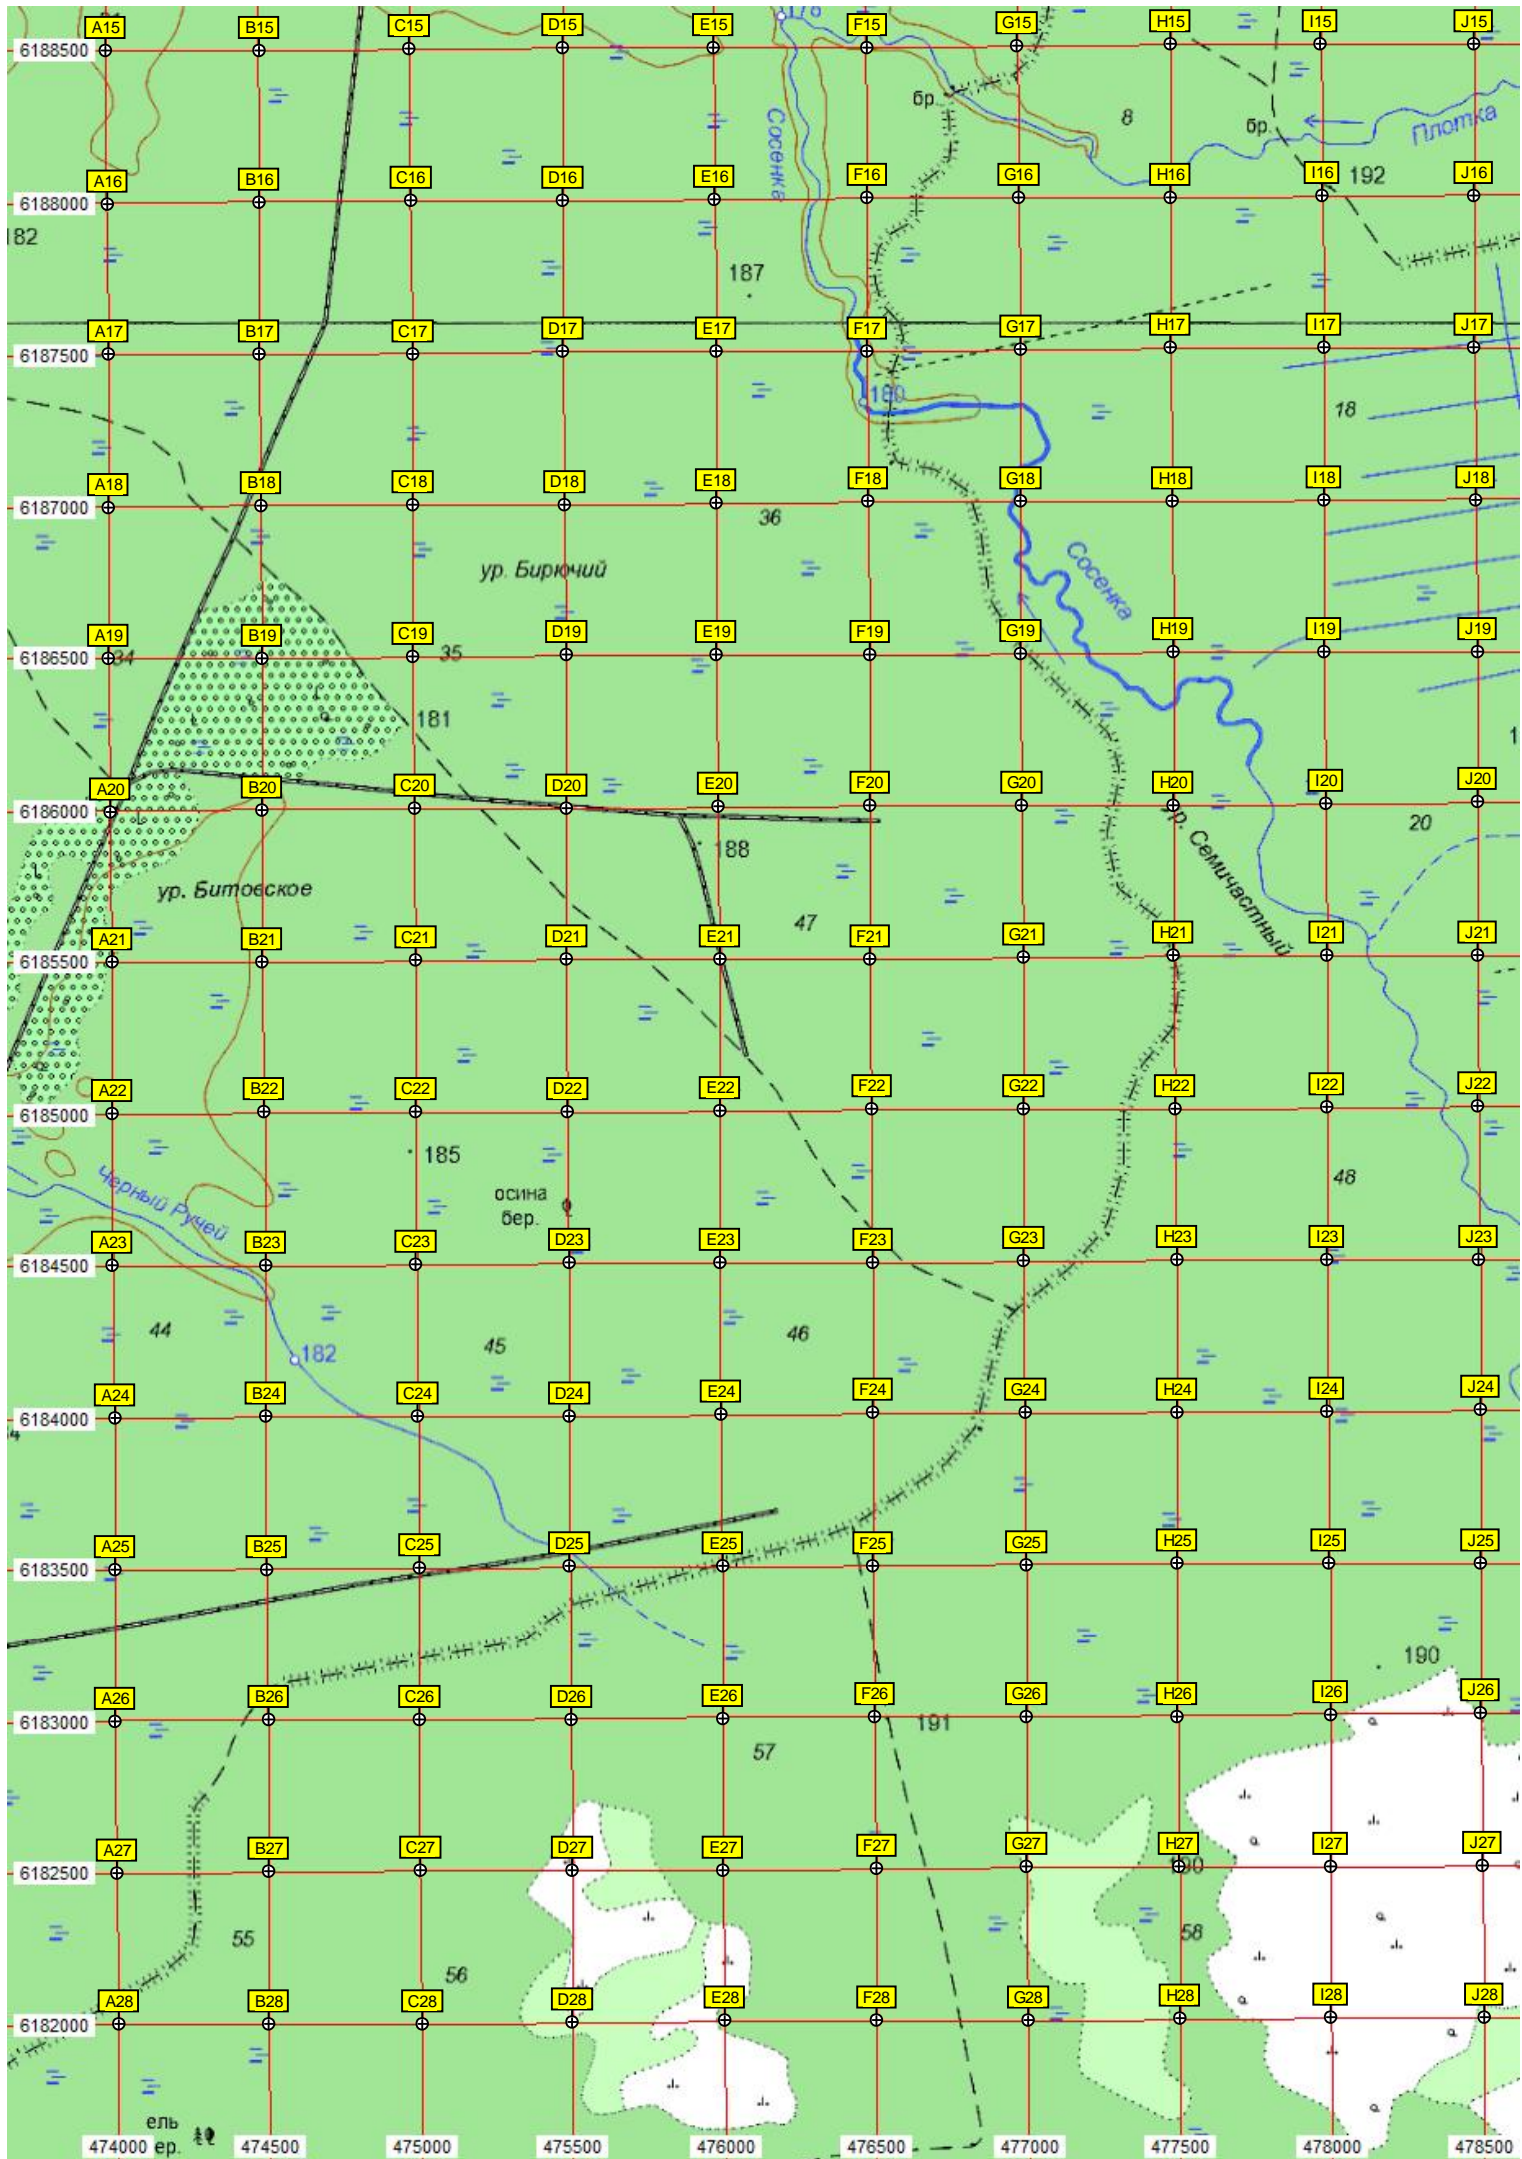 178
A15 B15 C15 D15 E15 F15 G15 H15 I15 J15
6188500
бр.
8
бр.
Плотка
Сосенка
192
A16 B16 C16 D16 E16 F16 G16 H16 I16 J16
6188000
182
187
A17 B17 C17 D17 E17 F17 G17 H17 I17 J17
6187500
180
18
A18 B18 C18 D18 E18 F18 G18 H18 I18 J18
6187000
36
ур. Бирючий
Сосенка
A19 B19 C19 D19 E19 F19 G19 H19 I19 J19
6186500
34
35
181
A20 B20 C20 D20 E20 F20 G20 H20 I20 J20
6186000
ур. Семичастный
20
188
ур. Битовское
47
A21 B21 C21 D21 E21 F21 G21 H21 I21 J21
6185500
A22 B22 C22 D22 E22 F22 G22 H22 I22 J22
6185000
185
48
Черный Ручей
осина
бер.
A23 B23 C23 D23 E23 F23 G23 H23 I23 J23
6184500
44
45
46
182
A24 B24 C24 D24 E24 F24 G24 H24 I24 J24
6184000
A25 B25 C25 D25 E25 F25 G25 H25 I25 J25
6183500
190
A26 B26 C26 D26 E26 F26 G26 H26 I26 J26
6183000
191
57
A27 B27 C27 D27 E27 F27 G27 H27 I27 J27
6182500
190
55
58
56
A28 B28 C28 D28 E28 F28 G28 H28 I28 J28
6182000
ель
ер.
474000 474500 475000 475500 476000 476500 477000 477500 478000 478500